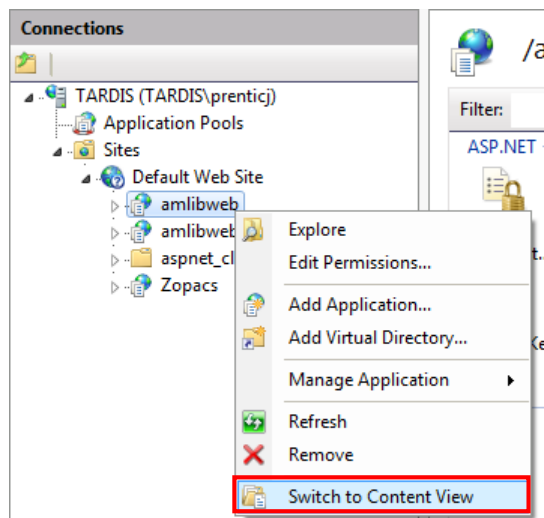 Connections
/a
TARDIS (TARDIS\prenticj)
Application Pools
Sites
Default Web Site
amlibweb
amlibweb
aspnet_cl
Zopacs
Filter:
ASP.NET
Explore
Edit Permissions...
Add Application...
Add Virtual Directory...
Manage Application
Refresh
Remove
Switch to Content View